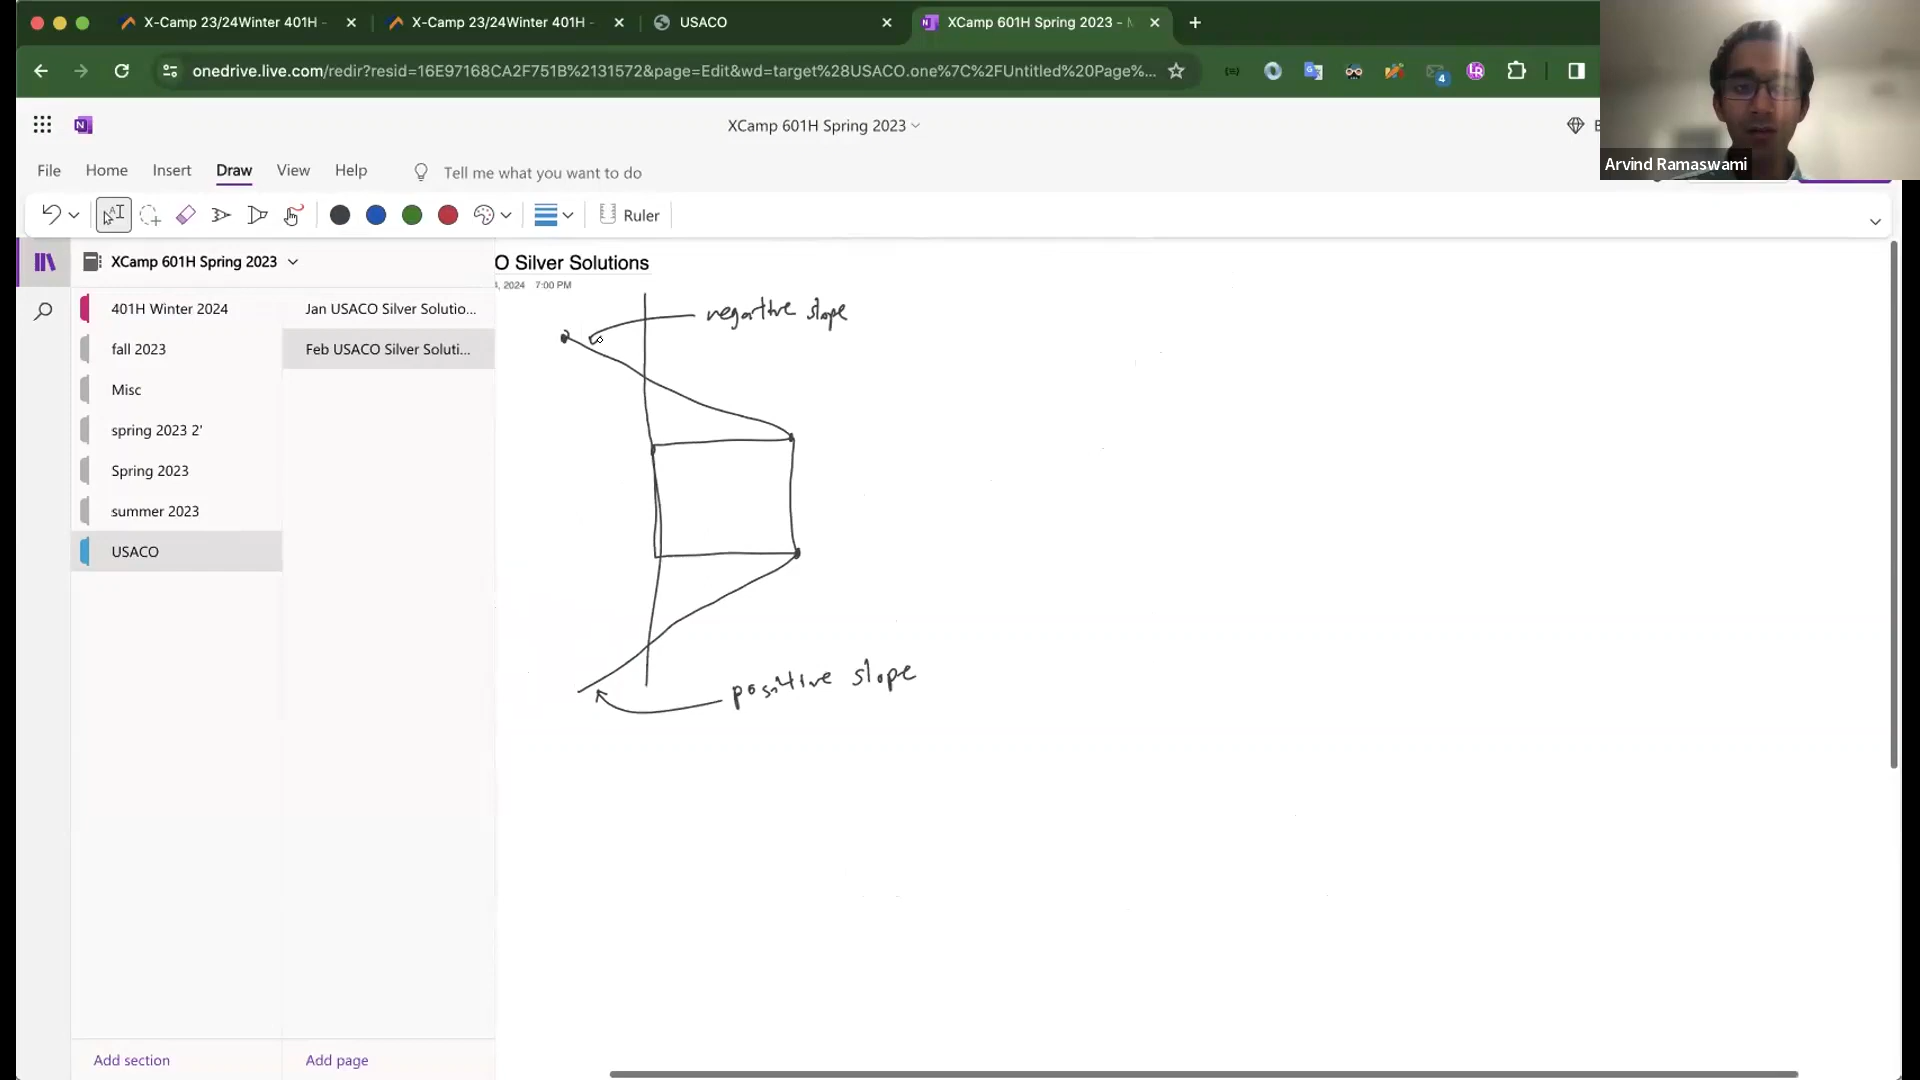 X-Camp 23/24Winter 401H -
X-Camp 23/24Winter 401H -
USACO
XCamp 601H Spring 2023 -
onedrive.live.com/redir?resid=16E97168CA2F751B%2131572&page=Edit&wd=target%28USACO.one%7C%2FUntitled%20Page%...
4
LR
XCamp 601H Spring 2023
Arvind Ramaswami
File
Home
Insert
Draw
View
Help
Tell me what you want to do
Ruler
XCamp 601H Spring 2023
O Silver Solutions
, 2024 7:00 PM
401H Winter 2024
fall 2023
Misc
spring 2023 2'
Spring 2023
summer 2023
USACO
Jan USACO Silver Solutio...
Feb USACO Silver Soluti...
negative slope
positive slope
Add section
Add page